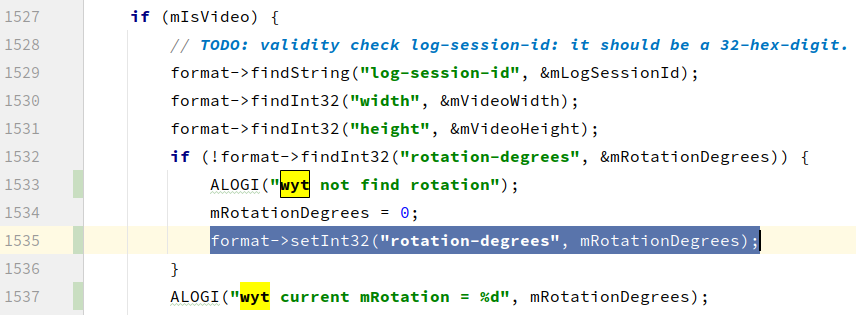 1527 if (mIsVideo) {
1528 // TODO: validity check log-session-id: it should be a 32-hex-digit.
1529 format->findString("log-session-id", &mLogSessionId);
1530 format->findInt32("width", &mVideoWidth);
1531 format->findInt32("height", &mVideoHeight);
1532 if (!format->findInt32("rotation-degrees", &mRotationDegrees)) {
1533 ALOGI("wyt not find rotation");
1534 mRotationDegrees = 0;
1535 format->setInt32("rotation-degrees", mRotationDegrees);
1536 }
1537 ALOGI("wyt current mRotation = %d", mRotationDegrees);